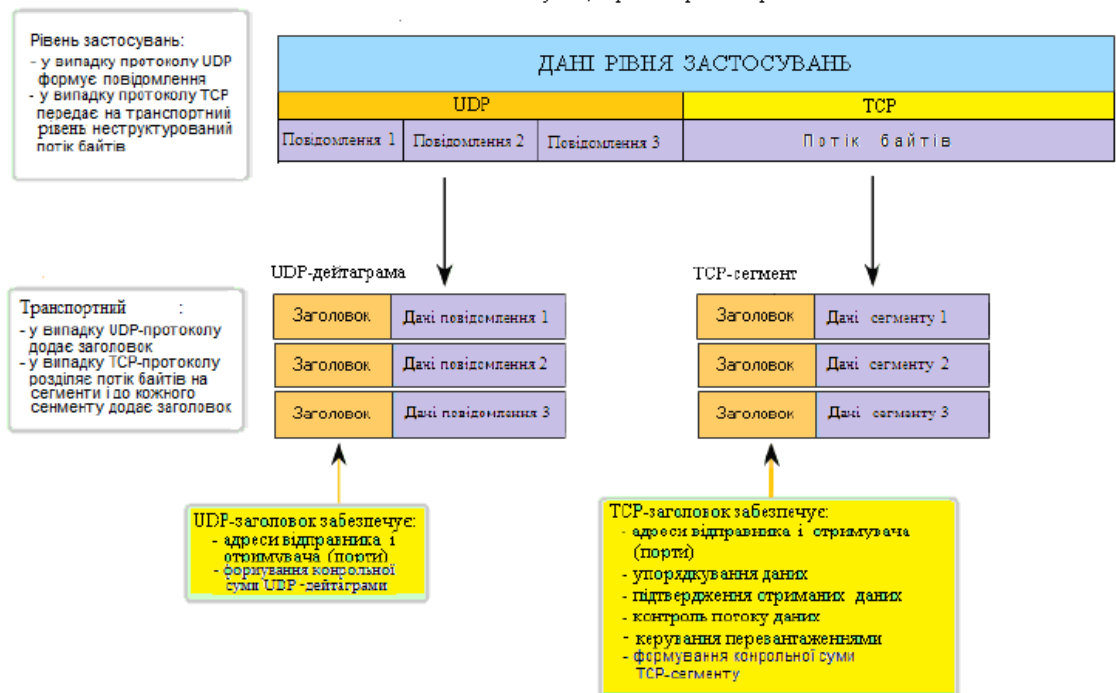 Рівень застосувань:
- у випадку протоколу UDP
формує повідомлення
- у випадку протоколу TCP
передає на транспортний
рівень неструктурований
потік байтів
ДАНІ РІВНЯ ЗАСТОСУВАНЬ
UDP
TCP
Повідомлення 1
Повідомлення 2
Повідомлення 3
Потік байтів
UDP-дейтаграма
TCP-сегмент
Транспортний :
- у випадку UDP-протоколу
додає заголовок
- у випадку TCP-протоколу
розділяє потік байтів на
сегменти і до кожного
сенменту додає заголовок
Заголовок Дані повідомлення 1
Заголовок Дані повідомлення 2
Заголовок Дані повідомлення 3
Заголовок Дані сегменту 1
Заголовок Дані сегменту 2
Заголовок Дані сегменту 3
UDP-заголовок забезпечує:
- адреси відправника і
отримувача (порти)
- формування конрольної
суми UDP-дейтаграми
TCP-заголовок забезпечує:
- адреси відправника і отримувача
(порти)
- упорядкування даних
- підтвердження отриманих даних
- контроль потоку даних
- керування перевантаженнями
- формування конрольної суми
TCP-сегменту